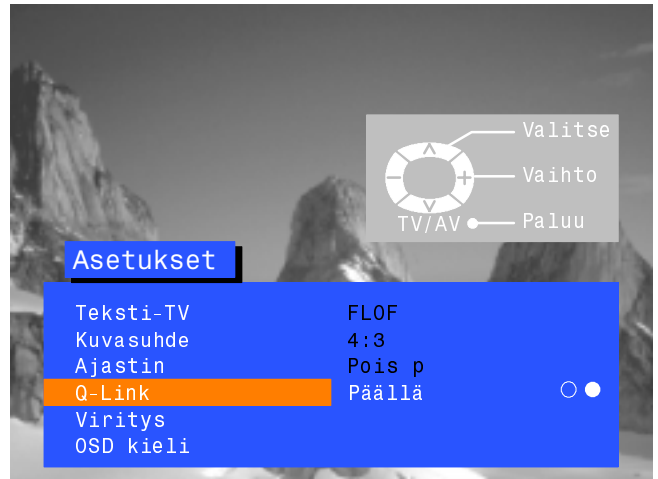 Valitse
Vaihto
TV/AV Paluu
Asetukset
Teksti-TV FLOF
Kuvasuhde 4:3
Ajastin Pois p
Q-Link Päällä
Viritys
OSD kieli